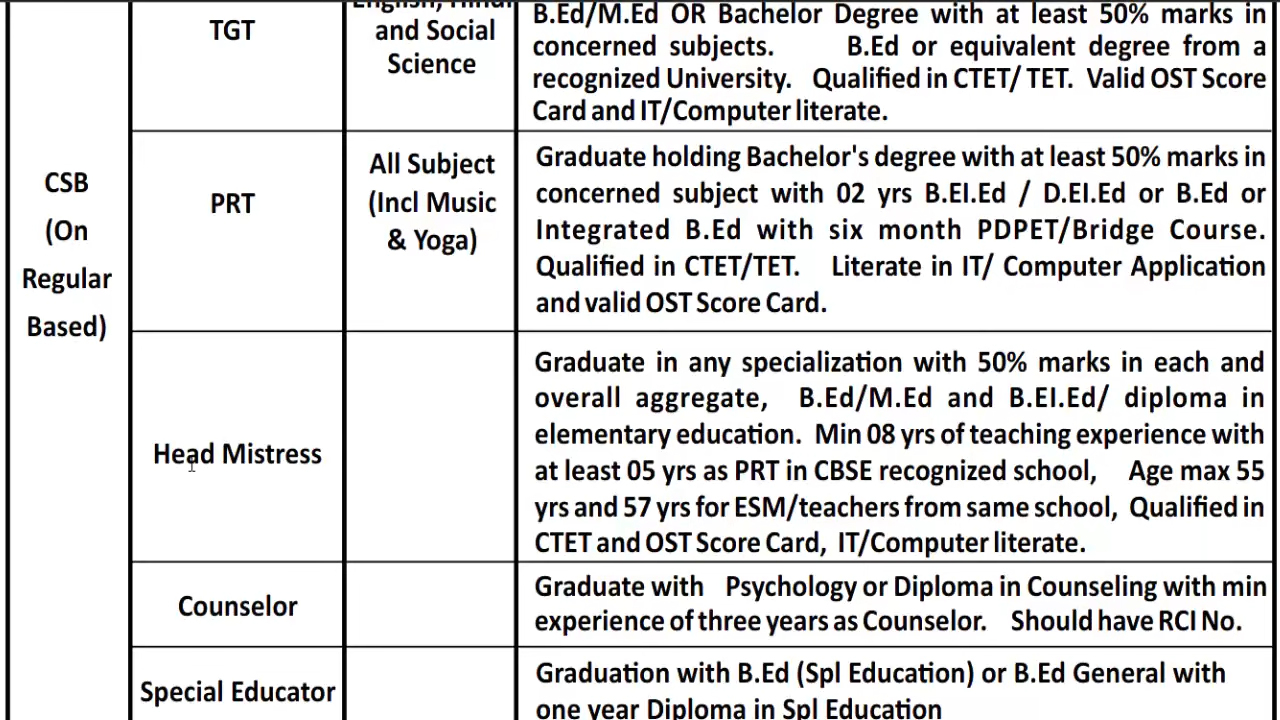 TGT
English, Hindi
and Social
Science
B.Ed/M.Ed OR Bachelor Degree with at least 50% marks in
concerned subjects. B.Ed or equivalent degree from a
recognized University. Qualified in CTET/ TET. Valid OST Score
Card and IT/Computer literate.
CSB
(On
Regular
Based)
PRT
All Subject
(Incl Music
& Yoga)
Graduate holding Bachelor's degree with at least 50% marks in
concerned subject with 02 yrs B.EI.Ed / D.EI.Ed or B.Ed or
Integrated B.Ed with six month PDPET/Bridge Course.
Qualified in CTET/TET. Literate in IT/ Computer Application
and valid OST Score Card.
Head Mistress
Graduate in any specialization with 50% marks in each and
overall aggregate, B.Ed/M.Ed and B.EI.Ed/ diploma in
elementary education. Min 08 yrs of teaching experience with
at least 05 yrs as PRT in CBSE recognized school, Age max 55
yrs and 57 yrs for ESM/teachers from same school, Qualified in
CTET and OST Score Card, IT/Computer literate.
Counselor
Graduate with Psychology or Diploma in Counseling with min
experience of three years as Counselor. Should have RCI No.
Special Educator
Graduation with B.Ed (Spl Education) or B.Ed General with
one year Diploma in Spl Education